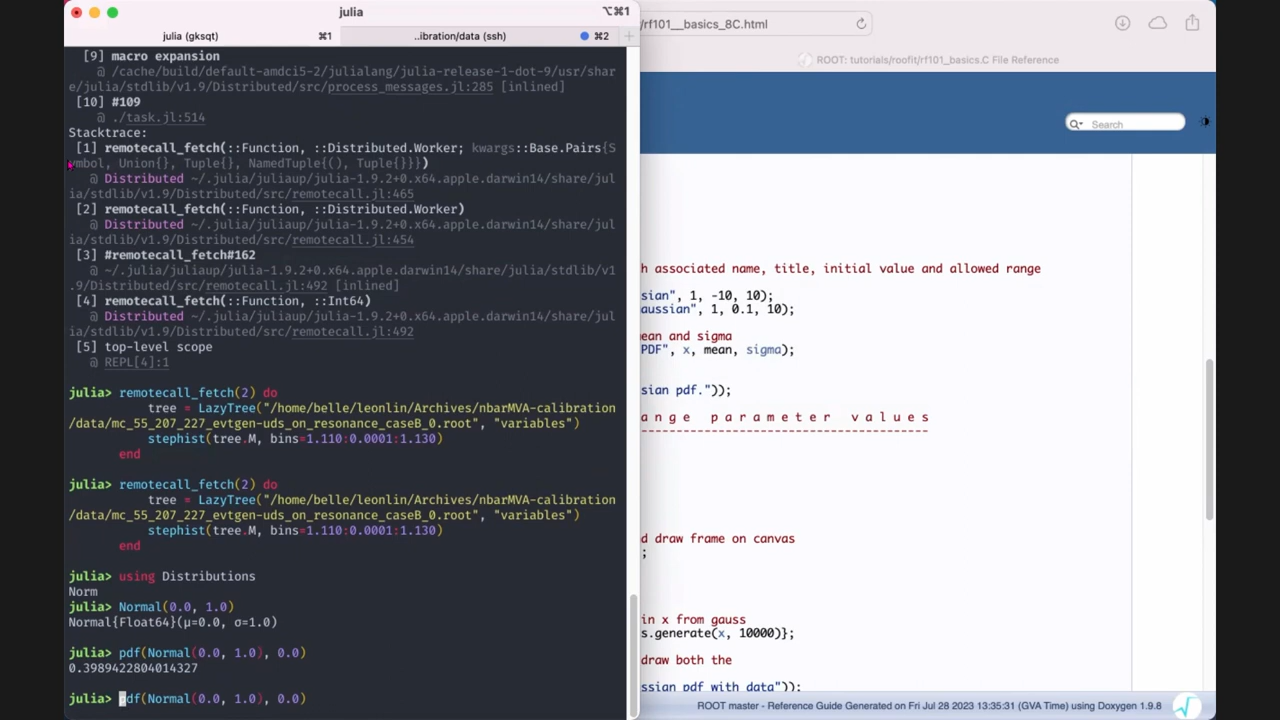 julia
⌥⌘1
julia (gksqt)
⌘1
..ibration/data (ssh)
⌘2
+
[9] macro expansion
@ /cache/build/default-amdci5-2/julialang/julia-release-1-dot-9/usr/shar
e/julia/stdlib/v1.9/Distributed/src/process_messages.jl:285 [inlined]
[10] #109
@ ./task.jl:514
Stacktrace:
[1] remotecall_fetch(::Function, ::Distributed.Worker; kwargs::Base.Pairs{S
ymbol, Union{}, Tuple{}, NamedTuple{(), Tuple{}}})
@ Distributed ~/.julia/juliaup/julia-1.9.2+0.x64.apple.darwin14/share/jul
ia/stdlib/v1.9/Distributed/src/remotecall.jl:465
[2] remotecall_fetch(::Function, ::Distributed.Worker)
@ Distributed ~/.julia/juliaup/julia-1.9.2+0.x64.apple.darwin14/share/jul
ia/stdlib/v1.9/Distributed/src/remotecall.jl:454
[3] #remotecall_fetch#162
@ ~/.julia/juliaup/julia-1.9.2+0.x64.apple.darwin14/share/julia/stdlib/v1
.9/Distributed/src/remotecall.jl:492 [inlined]
[4] remotecall_fetch(::Function, ::Int64)
@ Distributed ~/.julia/juliaup/julia-1.9.2+0.x64.apple.darwin14/share/jul
ia/stdlib/v1.9/Distributed/src/remotecall.jl:492
[5] top-level scope
@ REPL[4]:1
julia> remotecall_fetch(2) do
tree = LazyTree("/home/belle/leonlin/Archives/nbarMVA-calibration
/data/mc_55_207_227_evtgen-uds_on_resonance_caseB_0.root", "variables")
stephist(tree.M, bins=1.110:0.0001:1.130)
end
julia> remotecall_fetch(2) do
tree = LazyTree("/home/belle/leonlin/Archives/nbarMVA-calibration
/data/mc_55_207_227_evtgen-uds_on_resonance_caseB_0.root", "variables")
stephist(tree.M, bins=1.110:0.0001:1.130)
end
julia> using Distributions
Norm
julia> Normal(0.0, 1.0)
Normal{Float64}(μ=0.0, σ=1.0)
julia> pdf(Normal(0.0, 1.0), 0.0)
0.3989422804014327
julia> pdf(Normal(0.0, 1.0), 0.0)
/rf101__basics_8C.html
ROOT: tutorials/roofit/rf101_basics.C File Reference
Search
h associated name, title, initial value and allowed range
sian", 1, -10, 10);
aussian", 1, 0.1, 10);
ean and sigma
PDF", x, mean, sigma);
sian pdf."));
a n g e   p a r a m e t e r   v a l u e s
d draw frame on canvas
;
in x from gauss
s.generate(x, 10000)};
draw both the
ssian pdf with data"));
ROOT master - Reference Guide Generated on Fri Jul 28 2023 13:35:31 (GVA Time) using Doxygen 1.9.8